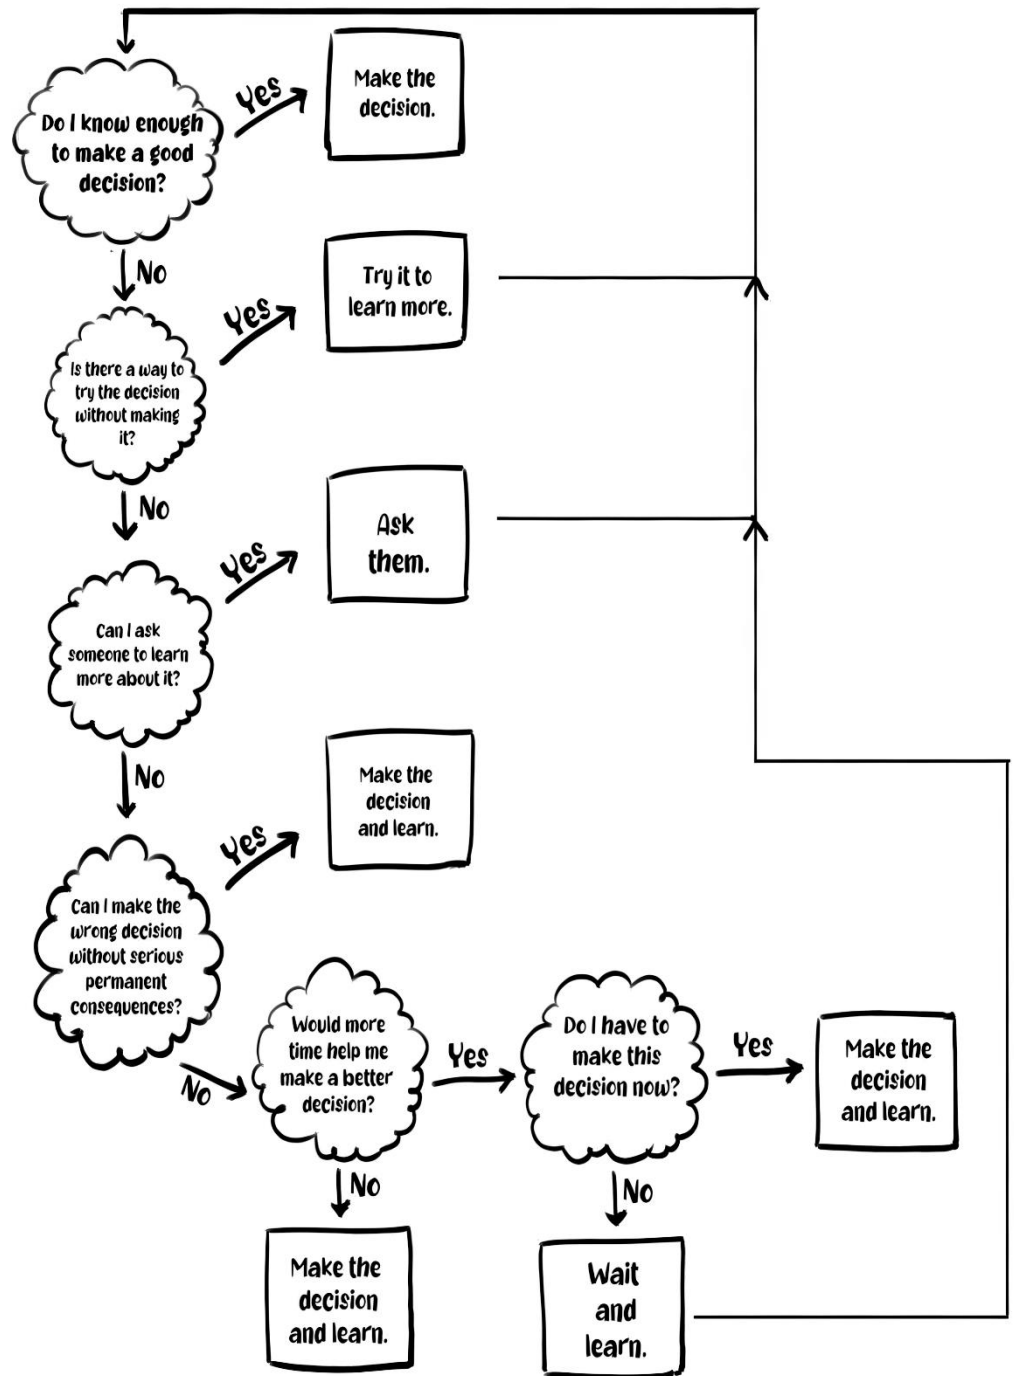 Do I know enough
to make a good
decision?
Yes
Make the
decision.
No
Is there a way to
try the decision
without making
it?
Yes
Try it to
learn more.
No
Can I ask
someone to learn
more about it?
Yes
Ask
them.
No
Can I make the
wrong decision
without serious
permanent
consequences?
Yes
Make the
decision
and learn.
No
Would more
time help me
make a better
decision?
Yes
Do I have to
make this
decision now?
Yes
Make the
decision
and learn.
No
Make the
decision
and learn.
No
Wait
and
learn.